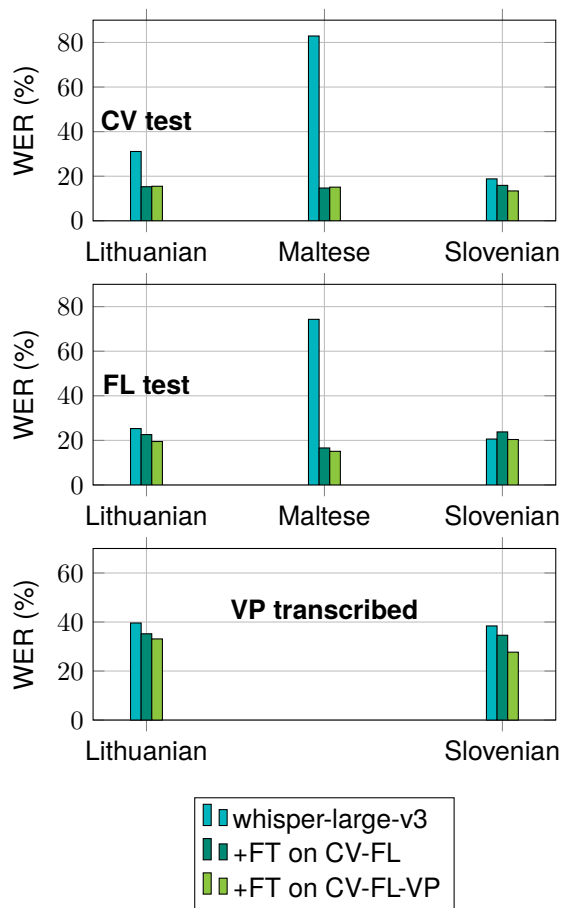 WER (%)
80
60
40
20
0
CV test
Lithuanian Maltese Slovenian
WER (%)
80
60
40
20
0
FL test
Lithuanian Maltese Slovenian
WER (%)
60
40
20
0
VP transcribed
Lithuanian Slovenian
whisper-large-v3
+FT on CV-FL
+FT on CV-FL-VP